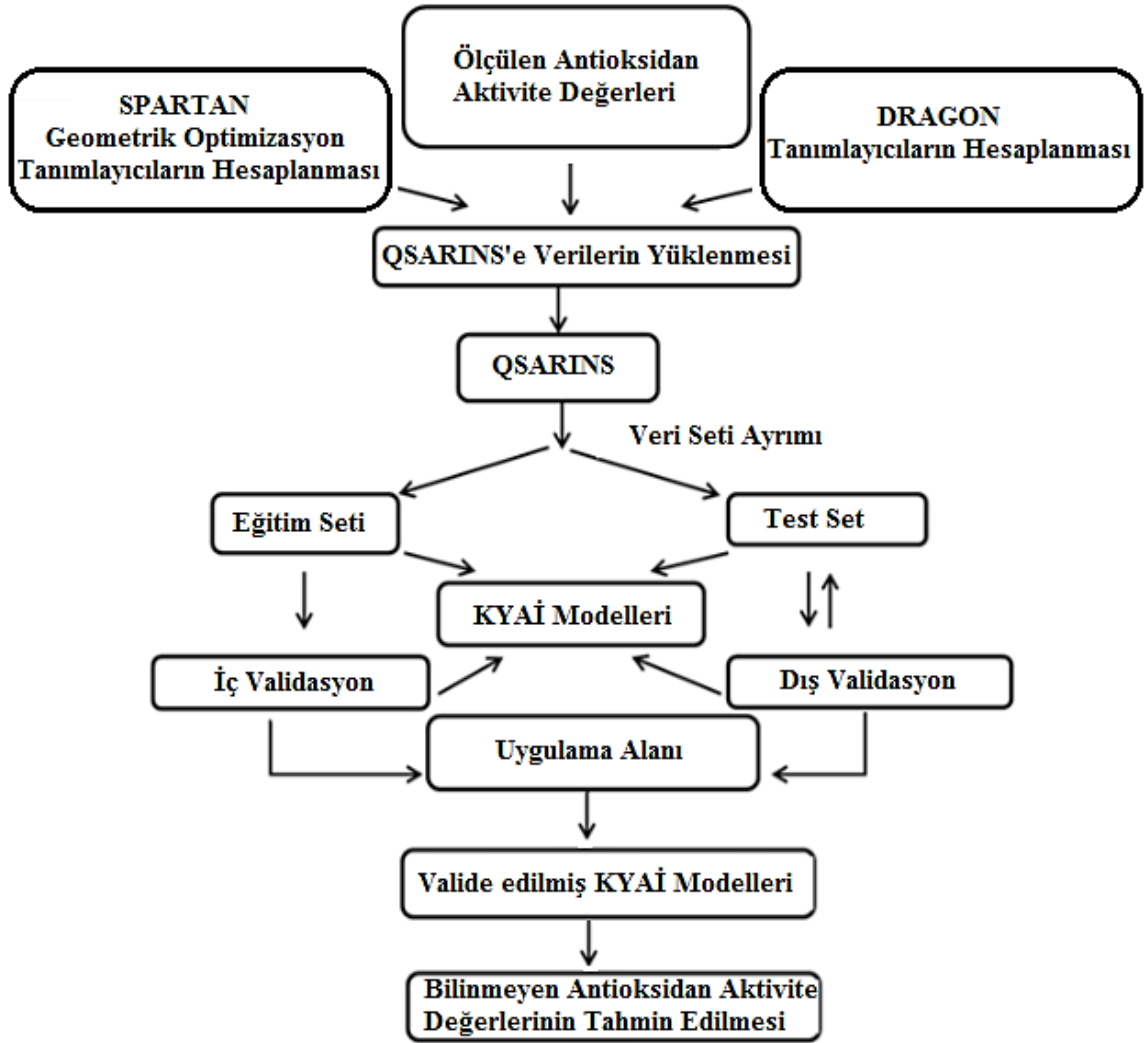 Ölçülen Antioksidan
Aktivite Değerleri
SPARTAN
Geometrik Optimizasyon
Tanımlayıcıların Hesaplanması
DRAGON
Tanımlayıcıların Hesaplanması
QSARINS'e Verilerin Yüklenmesi
QSARINS
Veri Seti Ayrımı
Eğitim Seti
Test Set
KYAİ Modelleri
İç Validasyon
Dış Validasyon
Uygulama Alanı
Valide edilmiş KYAİ Modelleri
Bilinmeyen Antioksidan Aktivite
Değerlerinin Tahmin Edilmesi